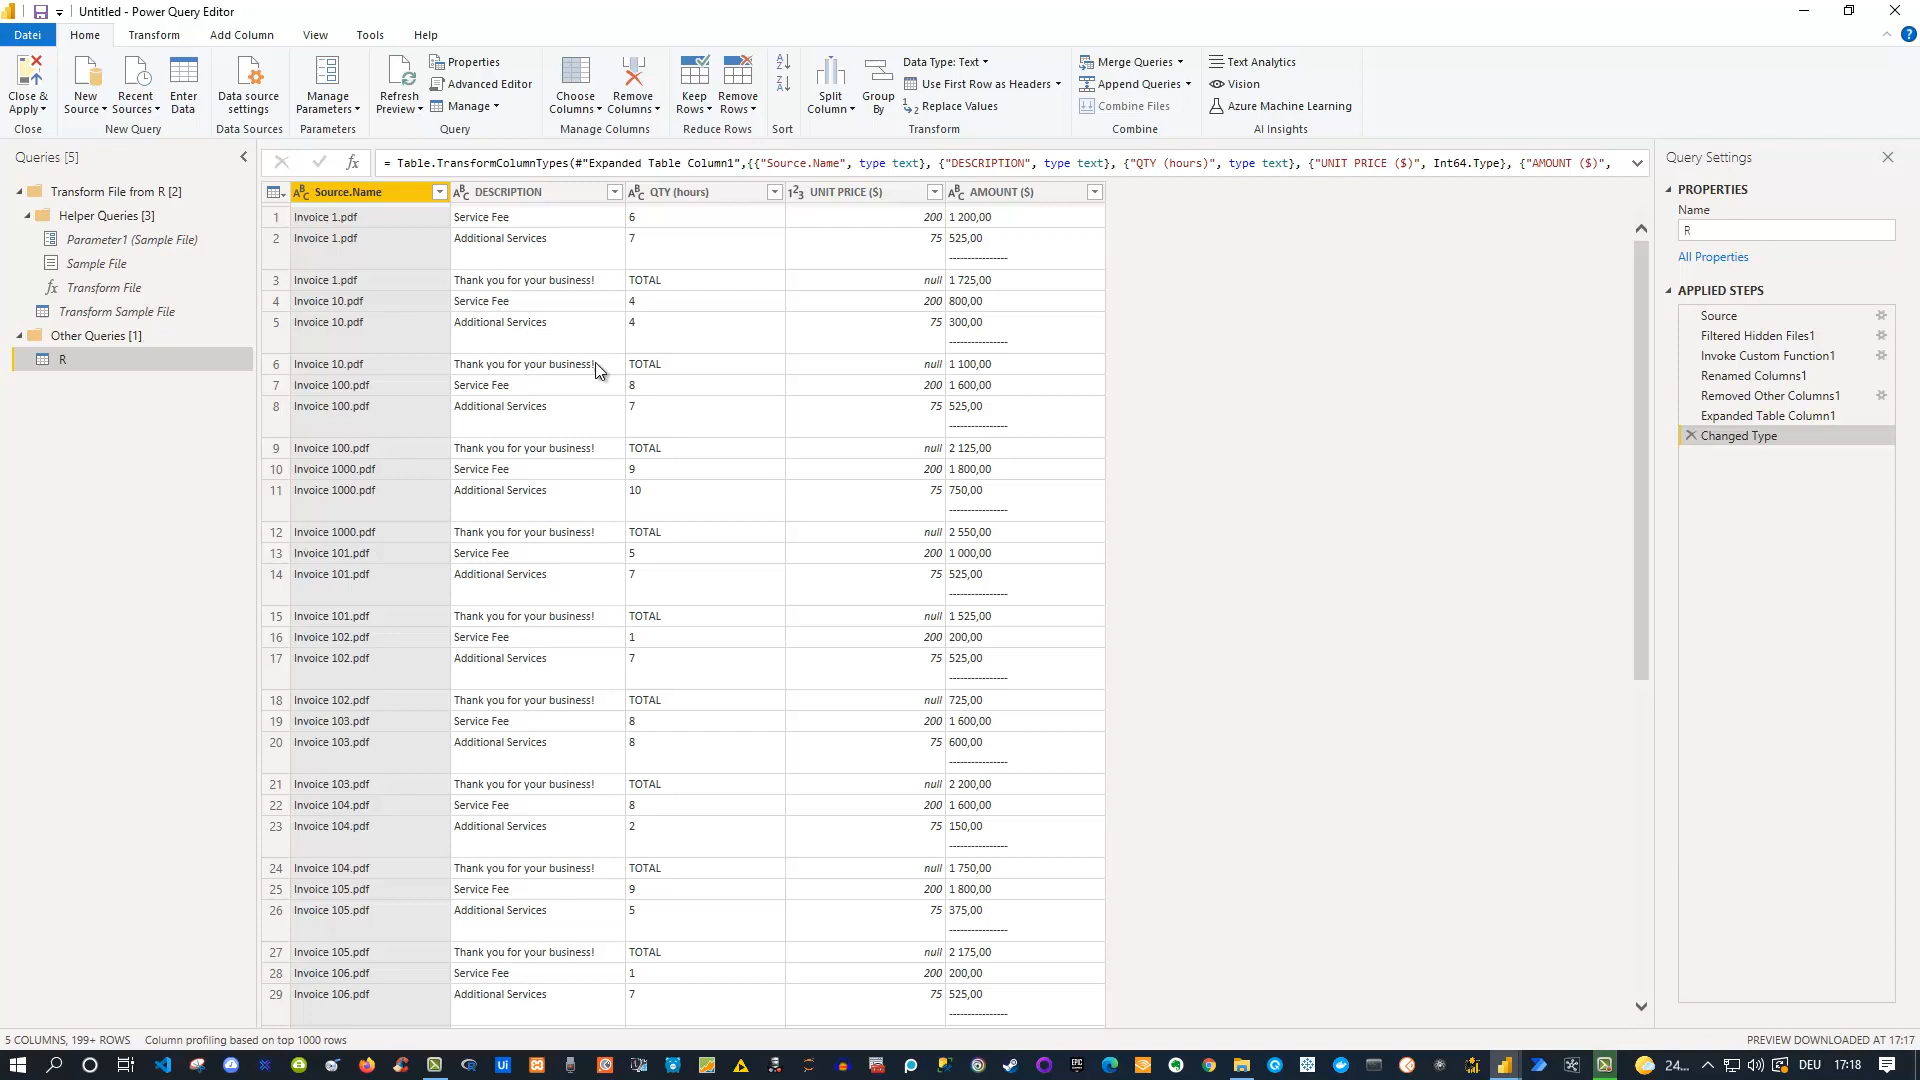 Untitled - Power Query Editor
Datei Home Transform Add Column View Tools Help
Close & Apply
New Source
Recent Sources
Enter Data
Data source settings
Manage Parameters
Refresh Preview
Properties
Advanced Editor
Manage
Choose Columns
Remove Columns
Keep Rows
Remove Rows
Split Column
Group By
Data Type: Text
Use First Row as Headers
Replace Values
Merge Queries
Append Queries
Combine Files
Text Analytics
Vision
Azure Machine Learning
Close New Query Data Sources Parameters Query Manage Columns Reduce Rows Sort Transform Combine AI Insights
Queries [5]
Transform File from R [2]
Helper Queries [3]
Parameter1 (Sample File)
Sample File
fx Transform File
Transform Sample File
Other Queries [1]
R
fx = Table.TransformColumnTypes(#"Expanded Table Column1",{{"Source.Name", type text}, {"DESCRIPTION", type text}, {"QTY (hours)", type text}, {"UNIT PRICE ($)", Int64.Type}, {"AMOUNT ($)",
ABC Source.Name ABC DESCRIPTION ABC QTY (hours) 123 UNIT PRICE ($) ABC AMOUNT ($)
1 Invoice 1.pdf Service Fee 6 200 1 200,00
2 Invoice 1.pdf Additional Services 7 75 525,00
----------------
3 Invoice 1.pdf Thank you for your business! TOTAL null 1 725,00
4 Invoice 10.pdf Service Fee 4 200 800,00
5 Invoice 10.pdf Additional Services 4 75 300,00
----------------
6 Invoice 10.pdf Thank you for your business! TOTAL null 1 100,00
7 Invoice 100.pdf Service Fee 8 200 1 600,00
8 Invoice 100.pdf Additional Services 7 75 525,00
----------------
9 Invoice 100.pdf Thank you for your business! TOTAL null 2 125,00
10 Invoice 1000.pdf Service Fee 9 200 1 800,00
11 Invoice 1000.pdf Additional Services 10 75 750,00
----------------
12 Invoice 1000.pdf Thank you for your business! TOTAL null 2 550,00
13 Invoice 101.pdf Service Fee 5 200 1 000,00
14 Invoice 101.pdf Additional Services 7 75 525,00
----------------
15 Invoice 101.pdf Thank you for your business! TOTAL null 1 525,00
16 Invoice 102.pdf Service Fee 1 200 200,00
17 Invoice 102.pdf Additional Services 7 75 525,00
----------------
18 Invoice 102.pdf Thank you for your business! TOTAL null 725,00
19 Invoice 103.pdf Service Fee 8 200 1 600,00
20 Invoice 103.pdf Additional Services 8 75 600,00
----------------
21 Invoice 103.pdf Thank you for your business! TOTAL null 2 200,00
22 Invoice 104.pdf Service Fee 8 200 1 600,00
23 Invoice 104.pdf Additional Services 2 75 150,00
----------------
24 Invoice 104.pdf Thank you for your business! TOTAL null 1 750,00
25 Invoice 105.pdf Service Fee 9 200 1 800,00
26 Invoice 105.pdf Additional Services 5 75 375,00
----------------
27 Invoice 105.pdf Thank you for your business! TOTAL null 2 175,00
28 Invoice 106.pdf Service Fee 1 200 200,00
29 Invoice 106.pdf Additional Services 7 75 525,00
----------------
Query Settings
PROPERTIES
Name
R
All Properties
APPLIED STEPS
Source
Filtered Hidden Files1
Invoke Custom Function1
Renamed Columns1
Removed Other Columns1
Expanded Table Column1
Changed Type
5 COLUMNS, 199+ ROWS Column profiling based on top 1000 rows PREVIEW DOWNLOADED AT 17:17
24... DEU 17:18